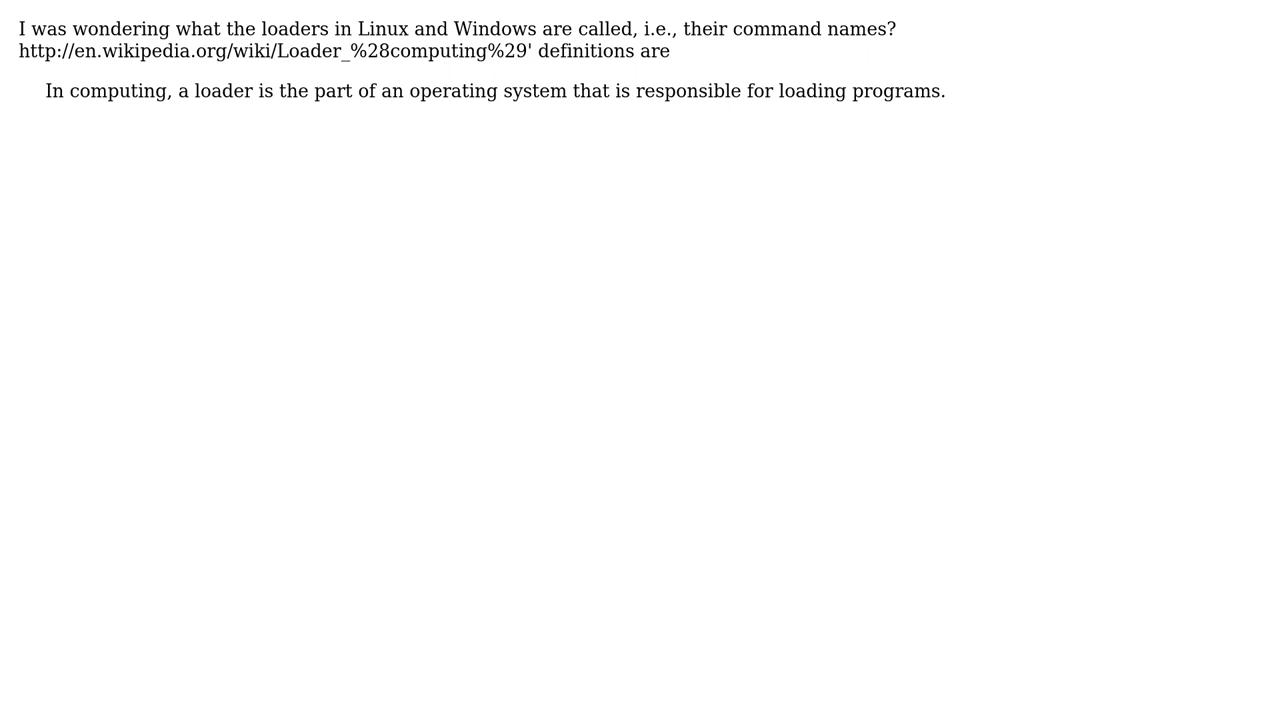 I was wondering what the loaders in Linux and Windows are called, i.e., their command names?
http://en.wikipedia.org/wiki/Loader_%28computing%29' definitions are
In computing, a loader is the part of an operating system that is responsible for loading programs.